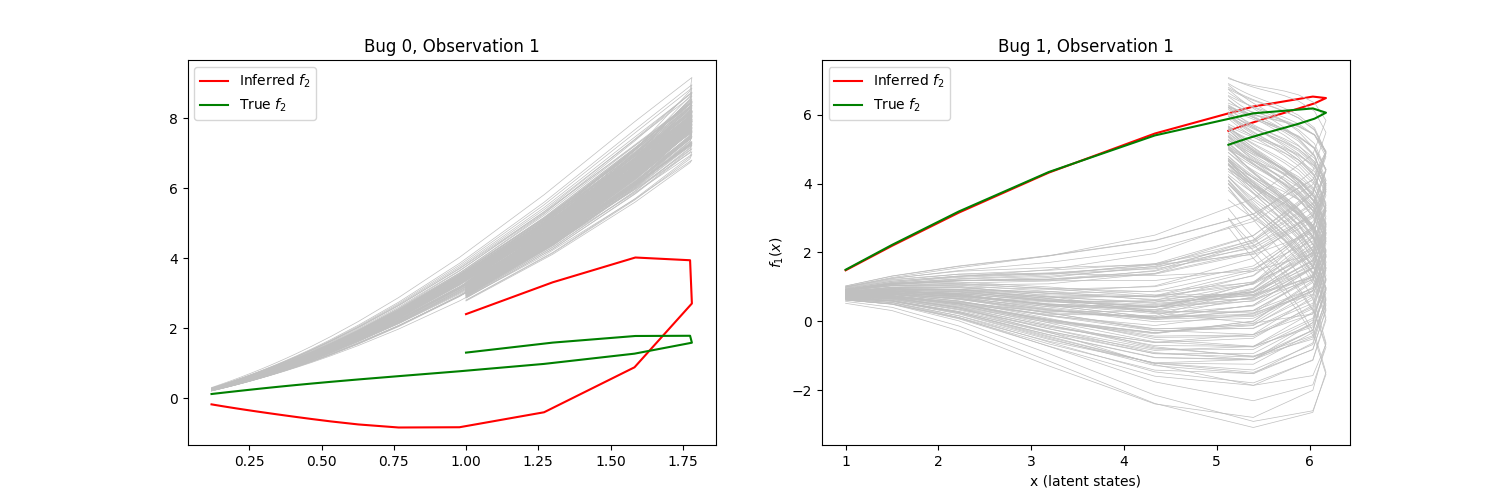 Bug 0, Observation 1
Inferred f₂
True f₂
8
6
4
2
0
0.25 0.50 0.75 1.00 1.25 1.50 1.75
Bug 1, Observation 1
Inferred f₂
True f₂
f₁(x)
6
4
2
0
−2
1 2 3 4 5 6
x (latent states)